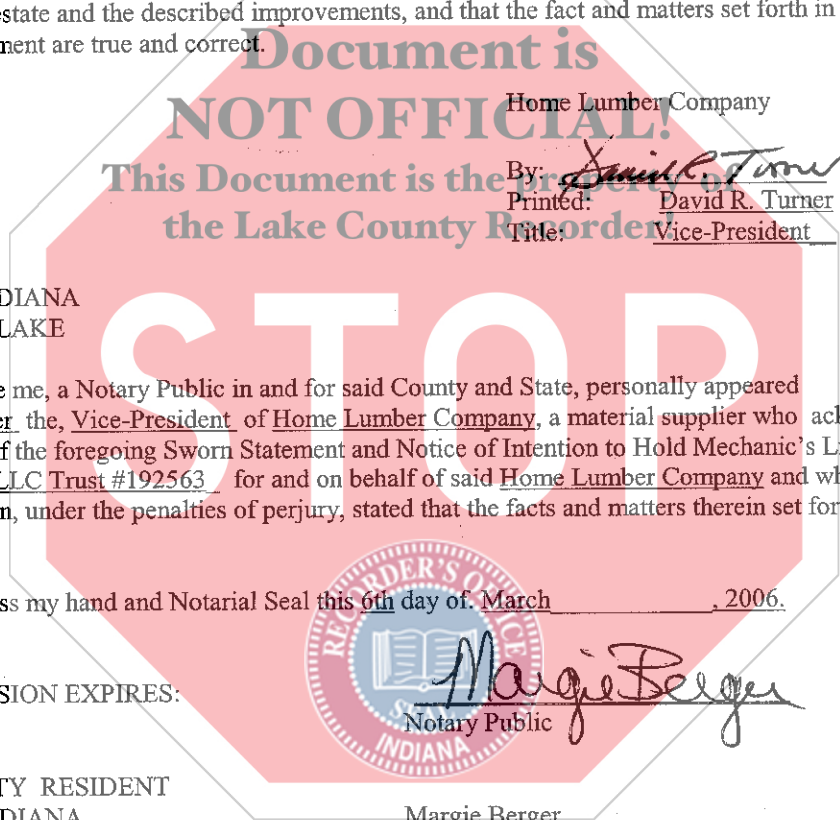 estate and the described improvements, and that the fact and matters set forth in
ment are true and correct.
Document is
NOT OFFICIAL!
Home Lumber Company
This Document is the property of
By: David R. Turner
Printed: David R. Turner
the Lake County Recorder!
Title: Vice-President
DIANA
LAKE
STOP
e me, a Notary Public in and for said County and State, personally appeared
er the, Vice-President of Home Lumber Company, a material supplier who ack
f the foregoing Sworn Statement and Notice of Intention to Hold Mechanic's L
LLC Trust #192563 for and on behalf of said Home Lumber Company and wh
n, under the penalties of perjury, stated that the facts and matters therein set for
RECORDER'S OFFICE
ss my hand and Notarial Seal this 6th day of. March , 2006.
SION EXPIRES:
Margie Berger
SEAL
Notary Public
INDIANA
TY RESIDENT
DIANA
Margie Berger